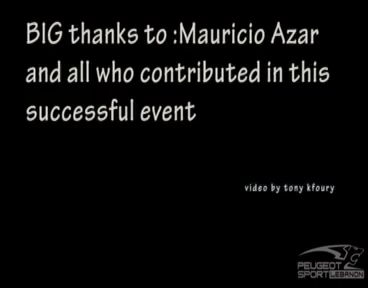 BIG thanks to :Mauricio Azar
and all who contributed in this
successful event
video by tony kfoury
PEUGEOT
SPORT LEBANON